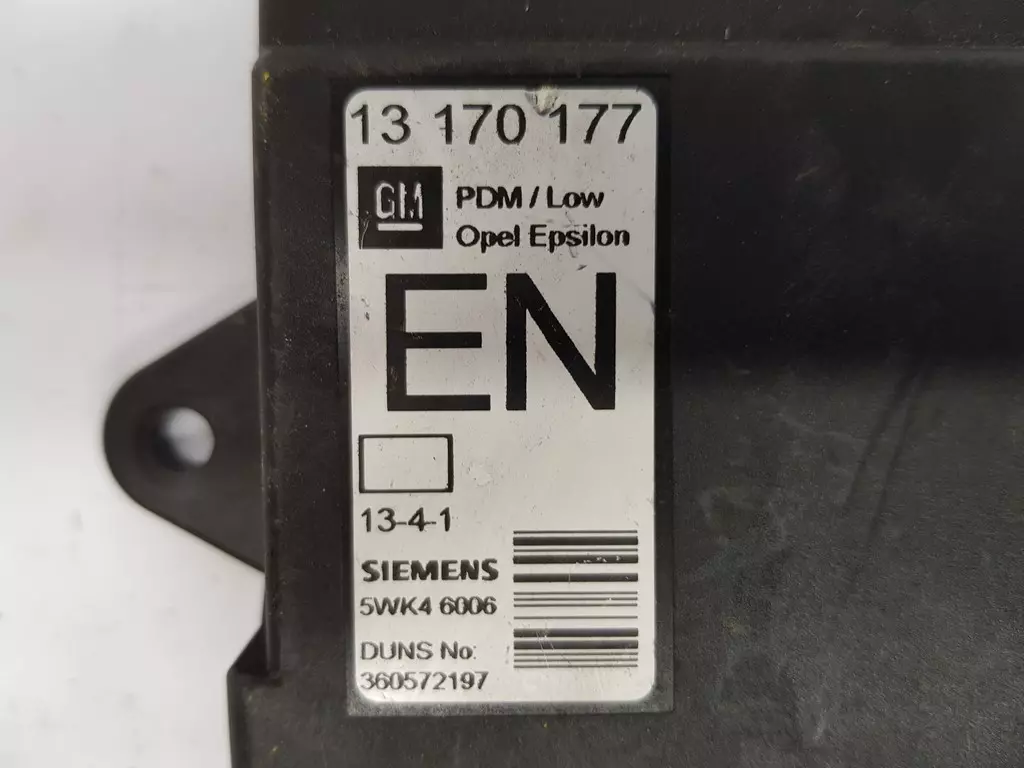 13 170 177
GM
PDM / Low
Opel Epsilon
EN
13-4-1
SIEMENS
5WK4 6006
DUNS No:
360572197